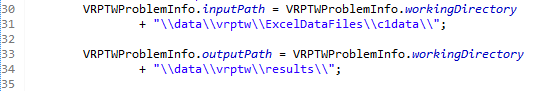 30 VRPTWProblemInfo.inputPath = VRPTWProblemInfo.workingDirectory
31 + "\\data\\vrptw\\ExcelDataFiles\\c1data\\";
32
33 VRPTWProblemInfo.outputPath = VRPTWProblemInfo.workingDirectory
34 + "\\data\\vrptw\\results\\";
35